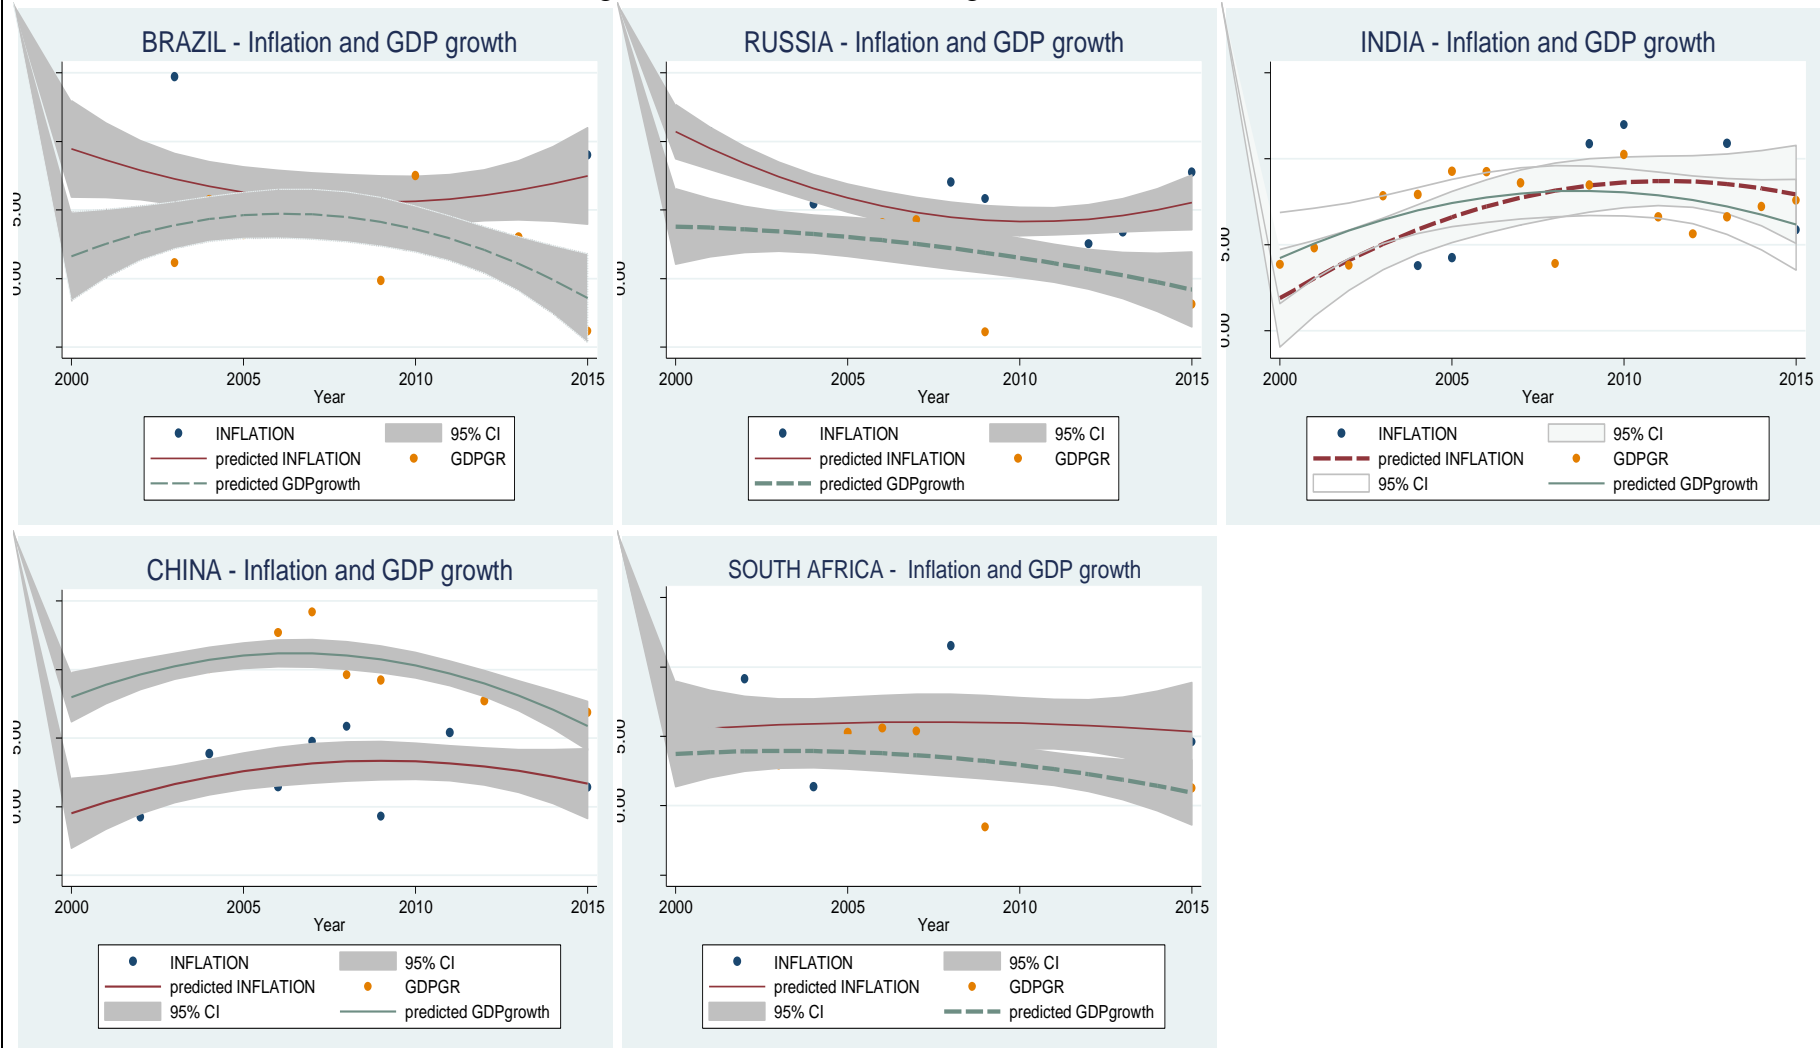 BRAZIL - Inflation and GDP growth
2000 2005 2010 2015
Year
INFLATION 95% CI
predicted INFLATION GDPGR
predicted GDPgrowth
RUSSIA - Inflation and GDP growth
2000 2005 2010 2015
Year
INFLATION 95% CI
predicted INFLATION GDPGR
predicted GDPgrowth
INDIA - Inflation and GDP growth
2000 2005 2010 2015
Year
INFLATION 95% CI
predicted INFLATION GDPGR
95% CI predicted GDPgrowth
CHINA - Inflation and GDP growth
2000 2005 2010 2015
Year
INFLATION 95% CI
predicted INFLATION GDPGR
95% CI predicted GDPgrowth
SOUTH AFRICA - Inflation and GDP growth
2000 2005 2010 2015
Year
INFLATION 95% CI
predicted INFLATION GDPGR
95% CI predicted GDPgrowth